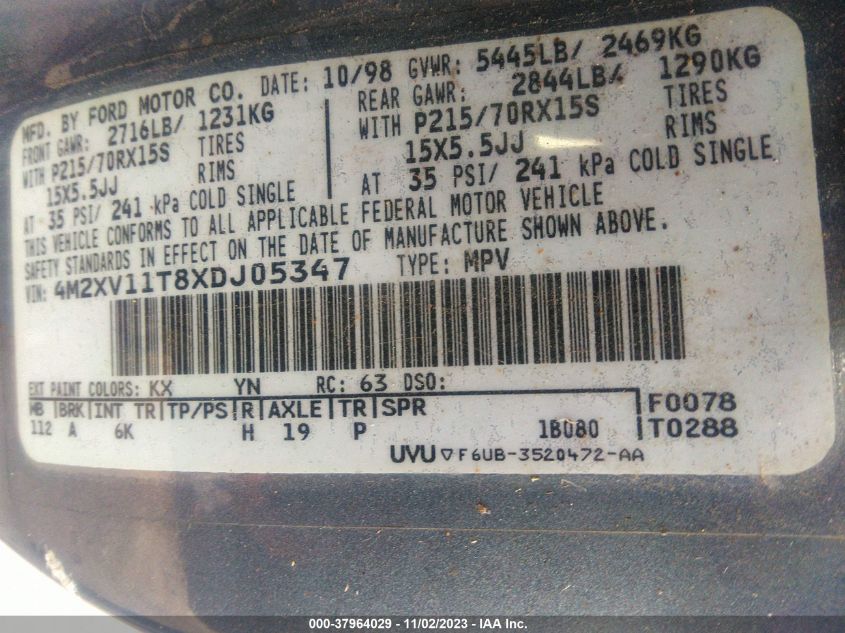 MFD. BY FORD MOTOR CO. DATE: 10/98 GVWR: 5445LB/ 2469KG
FRONT GAWR: 2716LB/ 1231KG REAR GAWR: 2844LB/ 1290KG
WITH P215/70RX15S TIRES WITH P215/70RX15S TIRES
15X5.5JJ RIMS 15X5.5JJ RIMS
AT 35 PSI/ 241 kPa COLD SINGLE AT 35 PSI/ 241 kPa COLD SINGLE
THIS VEHICLE CONFORMS TO ALL APPLICABLE FEDERAL MOTOR VEHICLE
SAFETY STANDARDS IN EFFECT ON THE DATE OF MANUFACTURE SHOWN ABOVE.
VIN: 4M2XV11T8XDJ05347 TYPE: MPV
EXT PAINT COLORS: KX YN RC: 63 DSO:
WB BRK INT TR TP/PS R AXLE TR SPR F0078
112 A 6K H 19 P 1B080 T0288
UVU F6UB-3520472-AA
000-37964029 - 11/02/2023 - IAA Inc.